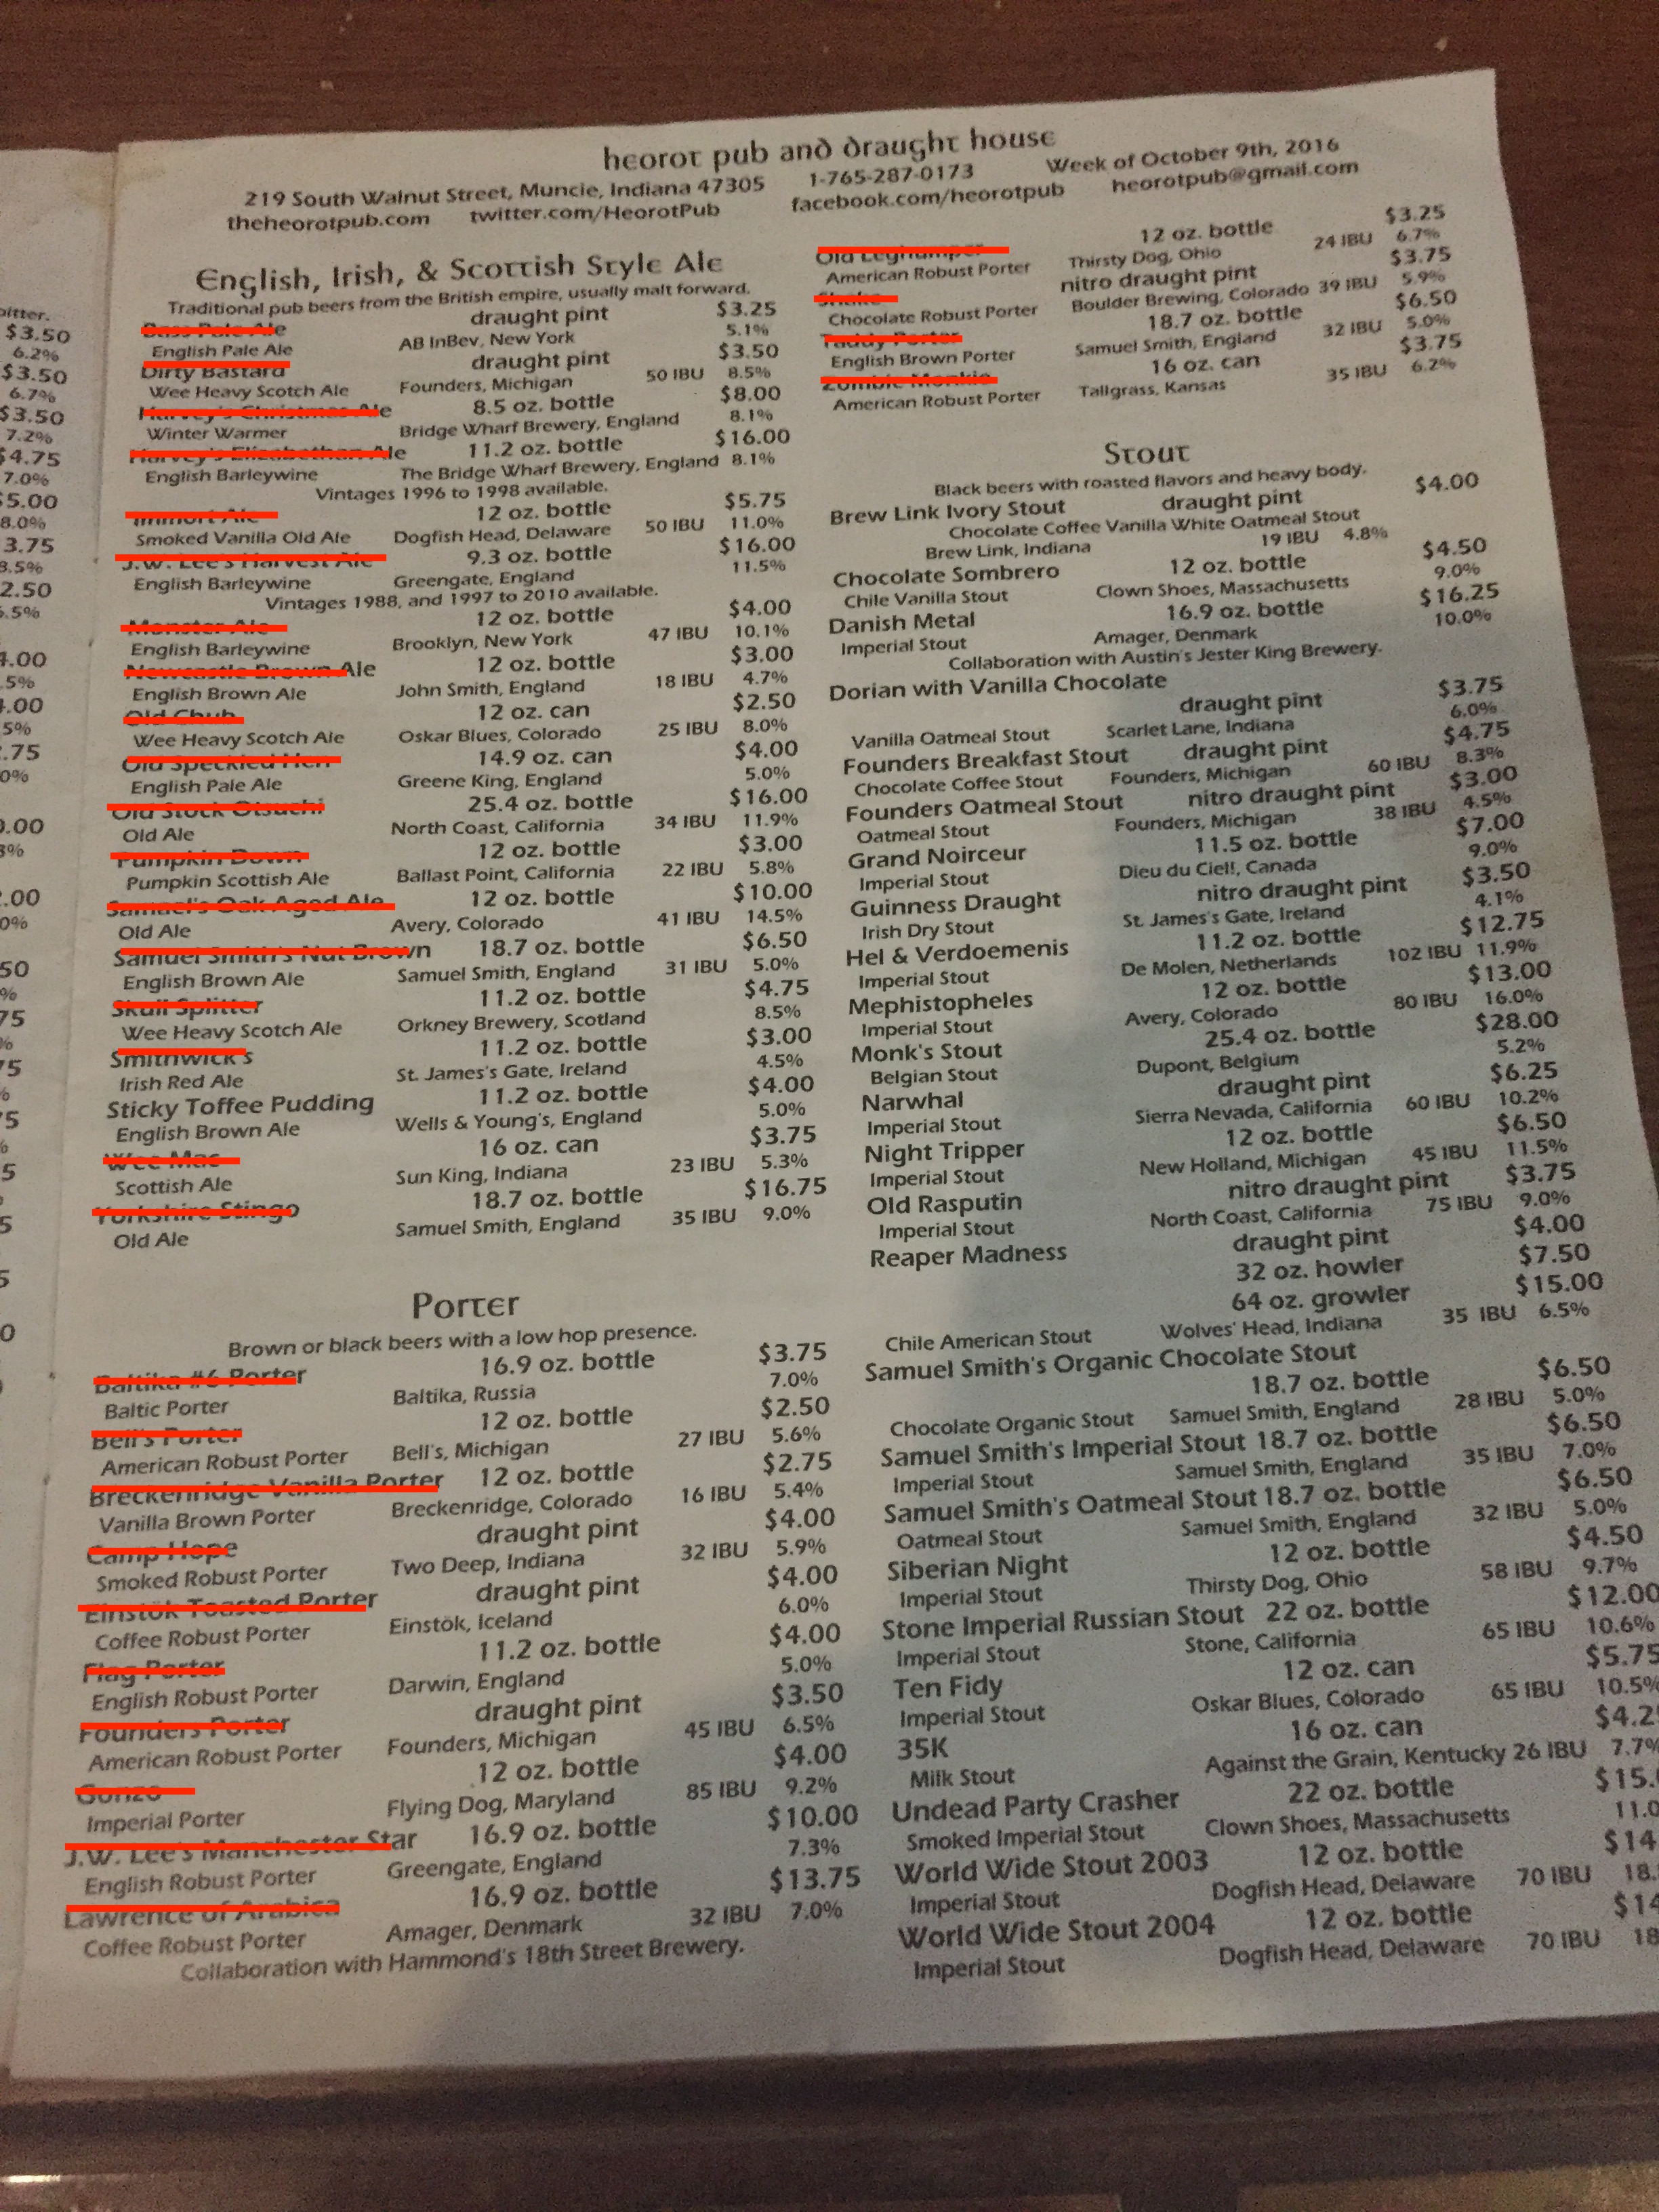 heorot pub and draught house
219 South Walnut Street, Muncie, Indiana 47305 1-765-287-0173 Week of October 9th, 2016
theheorotpub.com twitter.com/HeorotPub facebook.com/heorotpub heorotpub@gmail.com
$3.50
6.2%
$3.50
6.7%
$3.50
7.2%
$4.75
7.0%
English, Irish, & Scottish Style Ale
Traditional pub beers from the British empire, usually malt forward.
Bass Pale Ale draught pint $3.25
English Pale Ale AB InBev, New York 5.1%
Dirty Bastard draught pint $3.50
Wee Heavy Scotch Ale Founders, Michigan 50 IBU 8.5%
Harvey's Christmas Ale 8.5 oz. bottle $8.00
Winter Warmer Bridge Wharf Brewery, England 8.1%
Harvey's Elizabethan Ale 11.2 oz. bottle $16.00
English Barleywine The Bridge Wharf Brewery, England 8.1%
Vintages 1996 to 1998 available.
Immort Ale 12 oz. bottle $5.75
Smoked Vanilla Old Ale Dogfish Head, Delaware 50 IBU 11.0%
J.W. Lee's Harvest Ale 9.3 oz. bottle $16.00
English Barleywine Greengate, England 11.5%
Vintages 1988, and 1997 to 2010 available.
Monster Ale 12 oz. bottle $4.00
English Barleywine Brooklyn, New York 47 IBU 10.1%
Newcastle Brown Ale 12 oz. bottle $3.00
English Brown Ale John Smith, England 18 IBU 4.7%
Old Chub 12 oz. can $2.50
Wee Heavy Scotch Ale Oskar Blues, Colorado 25 IBU 8.0%
Old Speckled Hen 14.9 oz. can $4.00
English Pale Ale Greene King, England 5.0%
Old Stock Otsuchi 25.4 oz. bottle $16.00
Old Ale North Coast, California 34 IBU 11.9%
Pumpkin Down 12 oz. bottle $3.00
Pumpkin Scottish Ale Ballast Point, California 22 IBU 5.8%
Samael's Oak Aged Ale 12 oz. bottle $10.00
Old Ale Avery, Colorado 41 IBU 14.5%
Samuel Smith's Nut Brown 18.7 oz. bottle $6.50
English Brown Ale Samuel Smith, England 31 IBU 5.0%
Skull Splitter 11.2 oz. bottle $4.75
Wee Heavy Scotch Ale Orkney Brewery, Scotland 8.5%
Smithwick's 11.2 oz. bottle $3.00
Irish Red Ale St. James's Gate, Ireland 4.5%
Sticky Toffee Pudding 11.2 oz. bottle $4.00
English Brown Ale Wells & Young's, England 5.0%
Wee Mac 16 oz. can $3.75
Scottish Ale Sun King, Indiana 23 IBU 5.3%
Yorkshire Stingo 18.7 oz. bottle $16.75
Old Ale Samuel Smith, England 35 IBU 9.0%
Porter
Brown or black beers with a low hop presence.
Baltika #6 Porter 16.9 oz. bottle $3.75
Baltic Porter Baltika, Russia 7.0%
Bell's Porter 12 oz. bottle $2.50
American Robust Porter Bell's, Michigan 27 IBU 5.6%
Breckenridge Vanilla Porter 12 oz. bottle $2.75
Vanilla Brown Porter Breckenridge, Colorado 16 IBU 5.4%
Camp Hope draught pint $4.00
Smoked Robust Porter Two Deep, Indiana 32 IBU 5.9%
Einstök Toasted Porter draught pint $4.00
Coffee Robust Porter Einstök, Iceland 6.0%
Flag Porter 11.2 oz. bottle $4.00
English Robust Porter Darwin, England 5.0%
Founders Porter draught pint $3.50
American Robust Porter Founders, Michigan 45 IBU 6.5%
Gonzo 12 oz. bottle $4.00
Imperial Porter Flying Dog, Maryland 85 IBU 9.2%
J.W. Lee's Manchester Star 16.9 oz. bottle $10.00
English Robust Porter Greengate, England 7.3%
Lawrence of Arabica 16.9 oz. bottle $13.75
Coffee Robust Porter Amager, Denmark 32 IBU 7.0%
Collaboration with Hammond's 18th Street Brewery.
Old Leghumper 12 oz. bottle $3.25
American Robust Porter Thirsty Dog, Ohio 24 IBU 6.7%
Shake nitro draught pint $3.75
Chocolate Robust Porter Boulder Brewing, Colorado 39 IBU 5.9%
Taddy Porter 18.7 oz. bottle $6.50
English Brown Porter Samuel Smith, England 32 IBU 5.0%
Zombie Monkie 16 oz. can $3.75
American Robust Porter Tallgrass, Kansas 35 IBU 6.2%
Stout
Black beers with roasted flavors and heavy body.
Brew Link Ivory Stout draught pint $4.00
Chocolate Coffee Vanilla White Oatmeal Stout
Brew Link, Indiana 19 IBU 4.8%
Chocolate Sombrero 12 oz. bottle $4.50
Chile Vanilla Stout Clown Shoes, Massachusetts 9.0%
Danish Metal 16.9 oz. bottle $16.25
Imperial Stout Amager, Denmark 10.0%
Collaboration with Austin's Jester King Brewery.
Dorian with Vanilla Chocolate
draught pint $3.75
Vanilla Oatmeal Stout Scarlet Lane, Indiana 6.0%
Founders Breakfast Stout draught pint $4.75
Chocolate Coffee Stout Founders, Michigan 60 IBU 8.3%
Founders Oatmeal Stout nitro draught pint $3.00
Oatmeal Stout Founders, Michigan 38 IBU 4.5%
Grand Noirceur 11.5 oz. bottle $7.00
Imperial Stout Dieu du Ciel!, Canada 9.0%
Guinness Draught nitro draught pint $3.50
Irish Dry Stout St. James's Gate, Ireland 4.1%
Hel & Verdoemenis 11.2 oz. bottle $12.75
Imperial Stout De Molen, Netherlands 102 IBU 11.9%
Mephistopheles 12 oz. bottle $13.00
Imperial Stout Avery, Colorado 80 IBU 16.0%
Monk's Stout 25.4 oz. bottle $28.00
Belgian Stout Dupont, Belgium 5.2%
Narwhal draught pint $6.25
Imperial Stout Sierra Nevada, California 60 IBU 10.2%
Night Tripper 12 oz. bottle $6.50
Imperial Stout New Holland, Michigan 45 IBU 11.5%
Old Rasputin nitro draught pint $3.75
Imperial Stout North Coast, California 75 IBU 9.0%
Reaper Madness draught pint $4.00
32 oz. howler $7.50
64 oz. growler $15.00
Chile American Stout Wolves' Head, Indiana 35 IBU 6.5%
Samuel Smith's Organic Chocolate Stout
18.7 oz. bottle $6.50
Chocolate Organic Stout Samuel Smith, England 28 IBU 5.0%
Samuel Smith's Imperial Stout 18.7 oz. bottle $6.50
Imperial Stout Samuel Smith, England 35 IBU 7.0%
Samuel Smith's Oatmeal Stout 18.7 oz. bottle $6.50
Oatmeal Stout Samuel Smith, England 32 IBU 5.0%
Siberian Night 12 oz. bottle $4.50
Imperial Stout Thirsty Dog, Ohio 58 IBU 9.7%
Stone Imperial Russian Stout 22 oz. bottle $12.00
Imperial Stout Stone, California 65 IBU 10.6%
Ten Fidy 12 oz. can $5.75
Imperial Stout Oskar Blues, Colorado 65 IBU 10.5%
35K 16 oz. can $4.2
Milk Stout Against the Grain, Kentucky 26 IBU 7.7%
Undead Party Crasher 22 oz. bottle $15.
Smoked Imperial Stout Clown Shoes, Massachusetts 11.0
World Wide Stout 2003 12 oz. bottle $14
Imperial Stout Dogfish Head, Delaware 70 IBU 18.
World Wide Stout 2004 12 oz. bottle $14
Imperial Stout Dogfish Head, Delaware 70 IBU 18